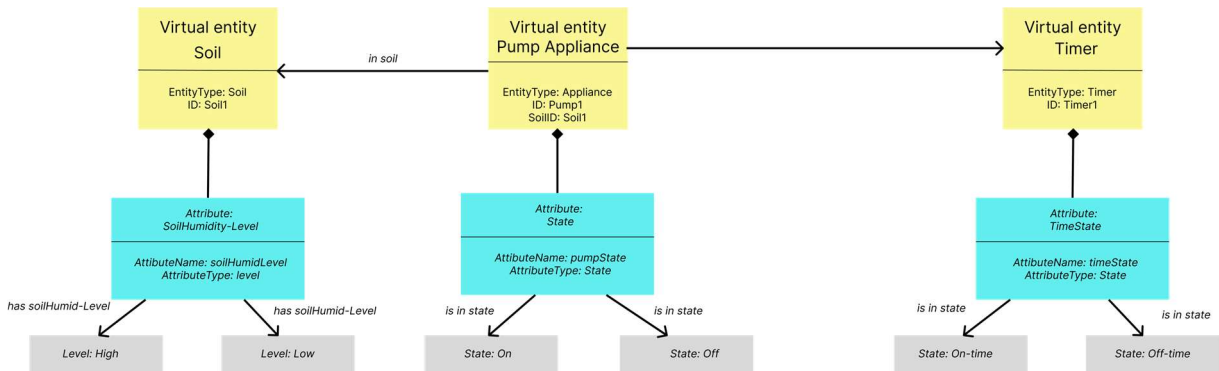 Virtual entity
Soil
EntityType: Soil
ID: Soil1
in soil
Virtual entity
Pump Appliance
EntityType: Appliance
ID: Pump1
SoilID: Soil1
Virtual entity
Timer
EntityType: Timer
ID: Timer1
Attribute:
SoilHumidity-Level
AttibuteName: soilHumidLevel
AttributeType: level
Attribute:
State
AttibuteName: pumpState
AttributeType: State
Attribute:
TimeState
AttibuteName: timeState
AttributeType: State
has soilHumid-Level
has soilHumid-Level
is in state
is in state
is in state
is in state
Level: High
Level: Low
State: On
State: Off
State: On-time
State: Off-time